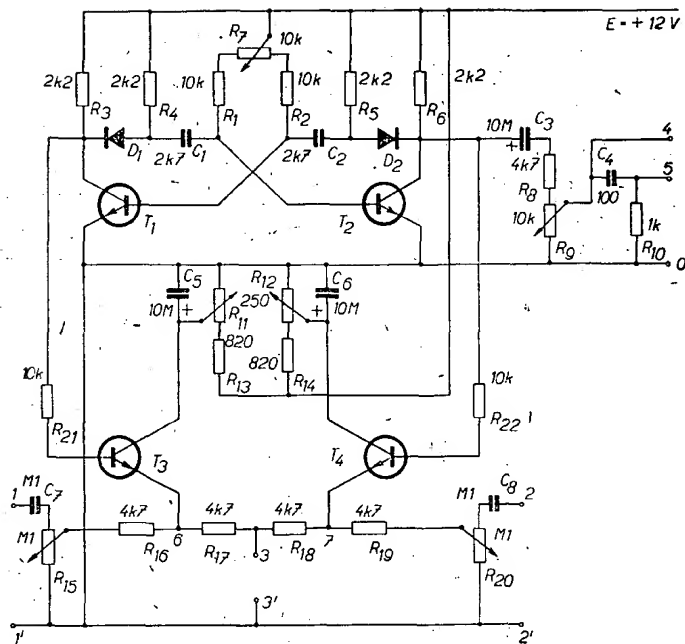 E = + 12 V
R7 10k
2k2 R3
2k2 R4
10k R1
10k R2
2k2 R5
R6 2k2
D1
2k7 C1
2k7 C2
D2
10M + C3
4k7 R8
10k R9
C4 100
4
5
1k R10
0
T1
T2
C5 10M +
R11 250
R12
C6 10M +
820 R13
820 R14
10k R21
10k R22
T3
T4
1
M1 C7
M1 R15
4k7 R16
6
4k7 R17
3
4k7 R18
7
4k7 R19
M1 C8
2
M1 R20
3'
1'
2'